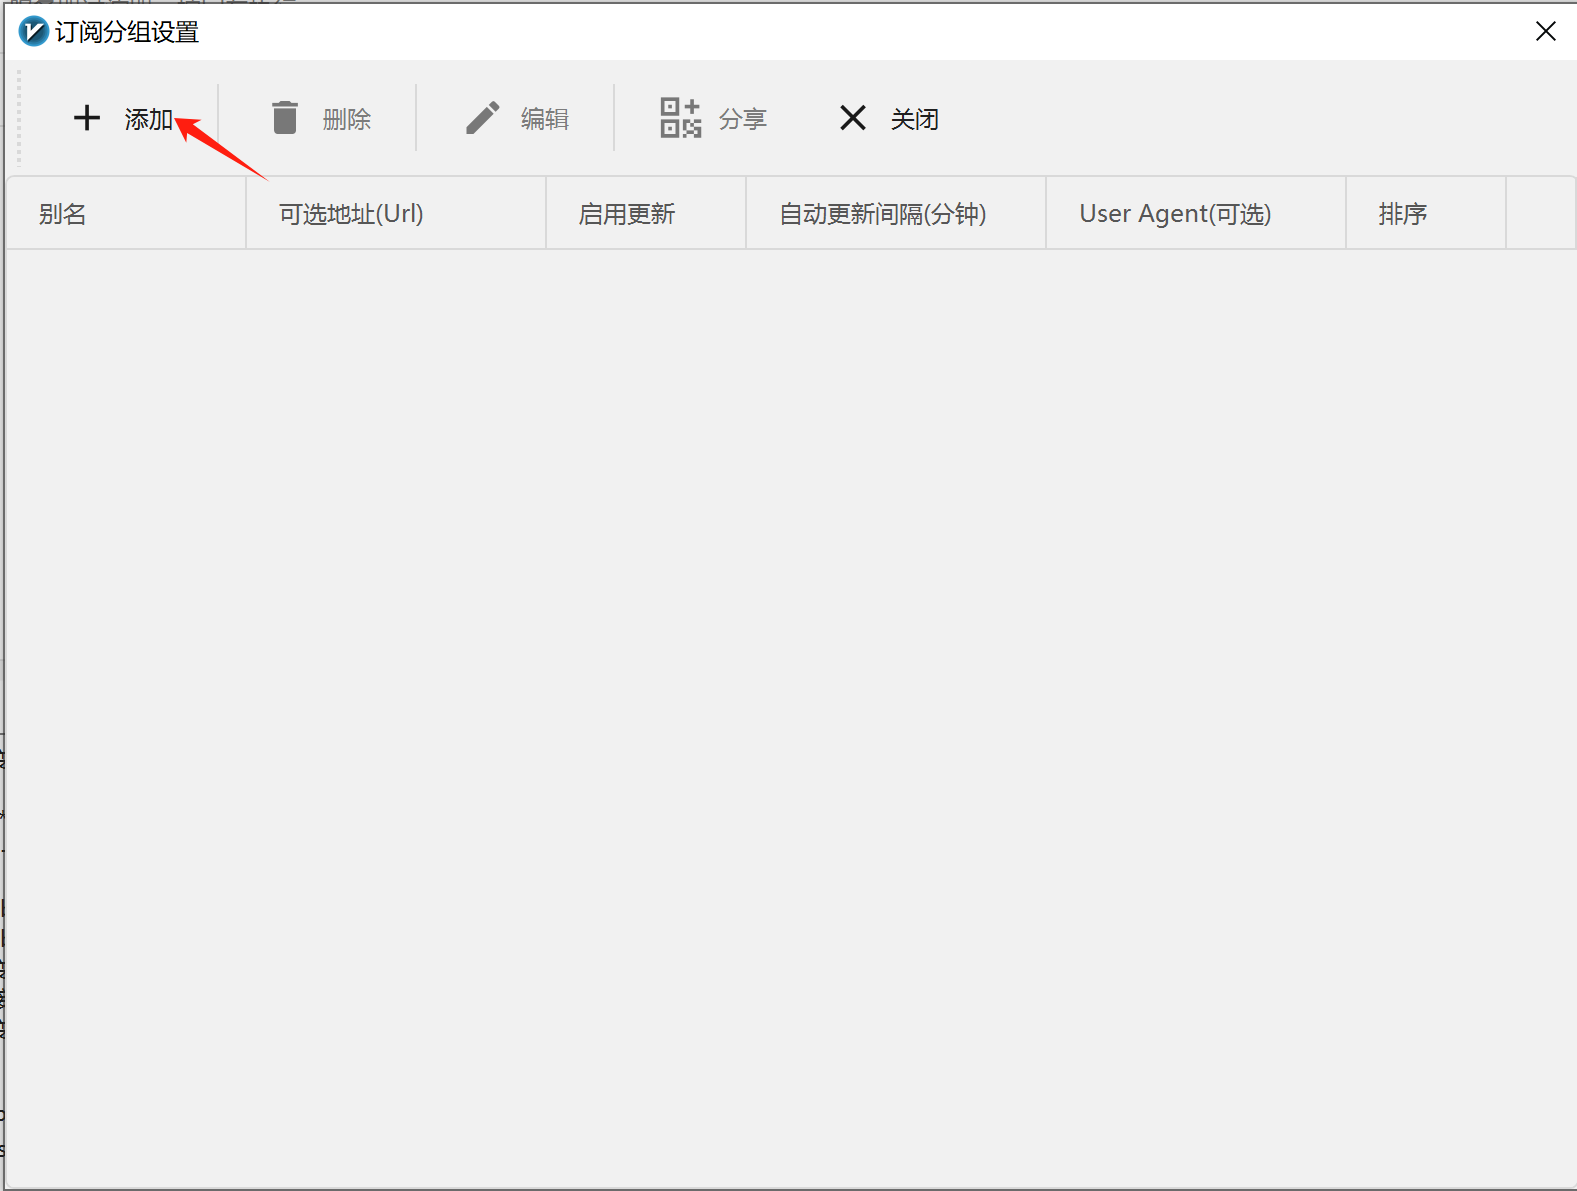 订阅分组设置
添加 删除 编辑 分享 关闭
别名 可选地址(Url) 启用更新 自动更新间隔(分钟) User Agent(可选) 排序